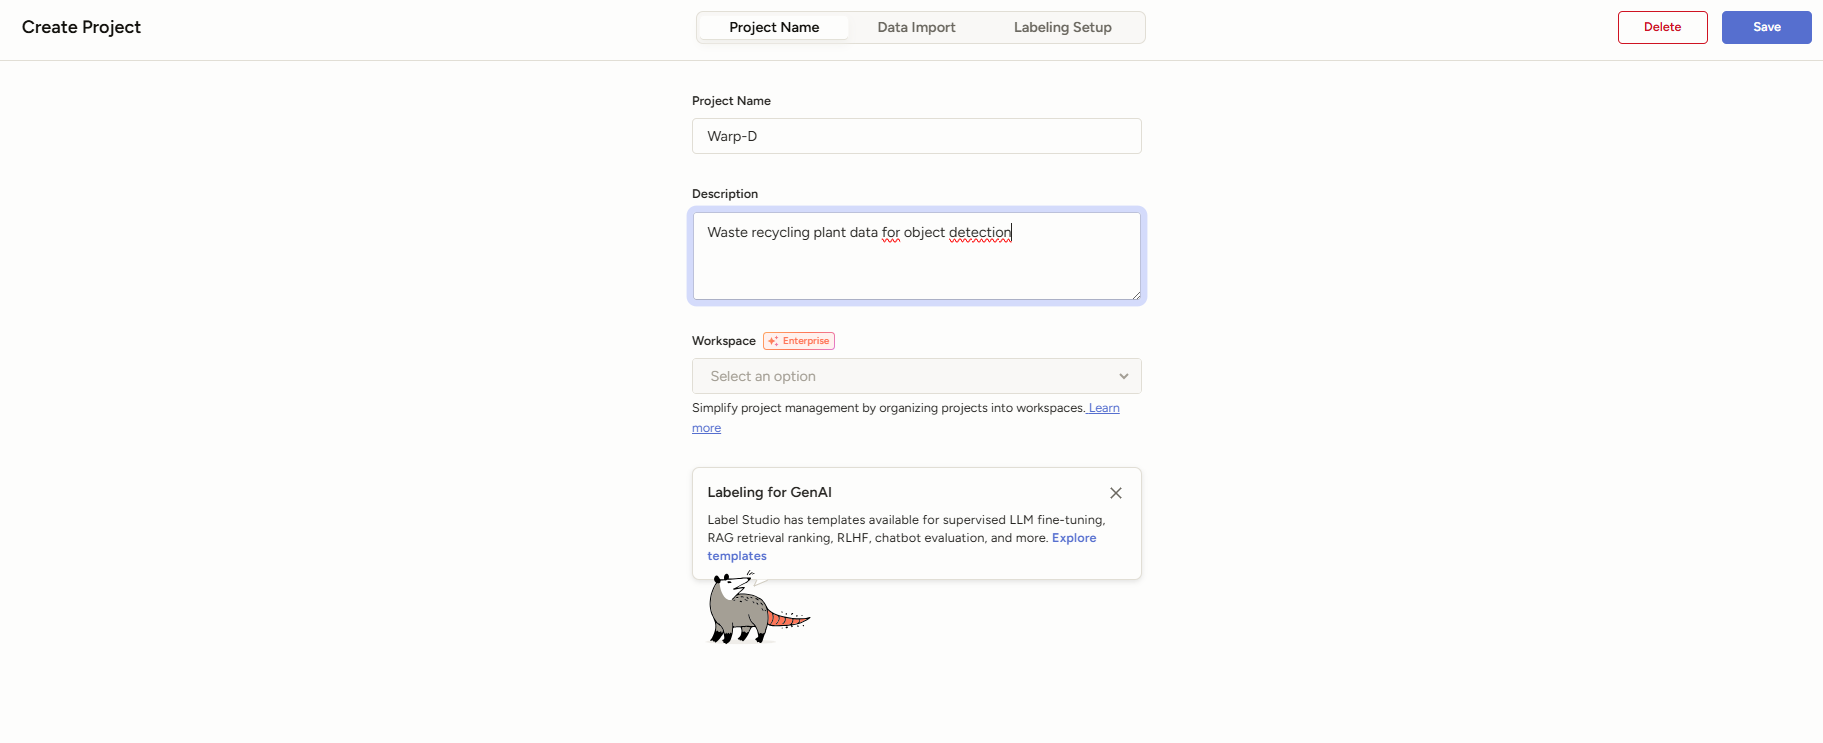 Create Project
Project Name
Data Import
Labeling Setup
Delete
Save
Project Name
Warp-D
Description
Waste recycling plant data for object detection
Workspace
Enterprise
Select an option
Simplify project management by organizing projects into workspaces. Learn
more
Labeling for GenAI
Label Studio has templates available for supervised LLM fine-tuning,
RAG retrieval ranking, RLHF, chatbot evaluation, and more. Explore
templates